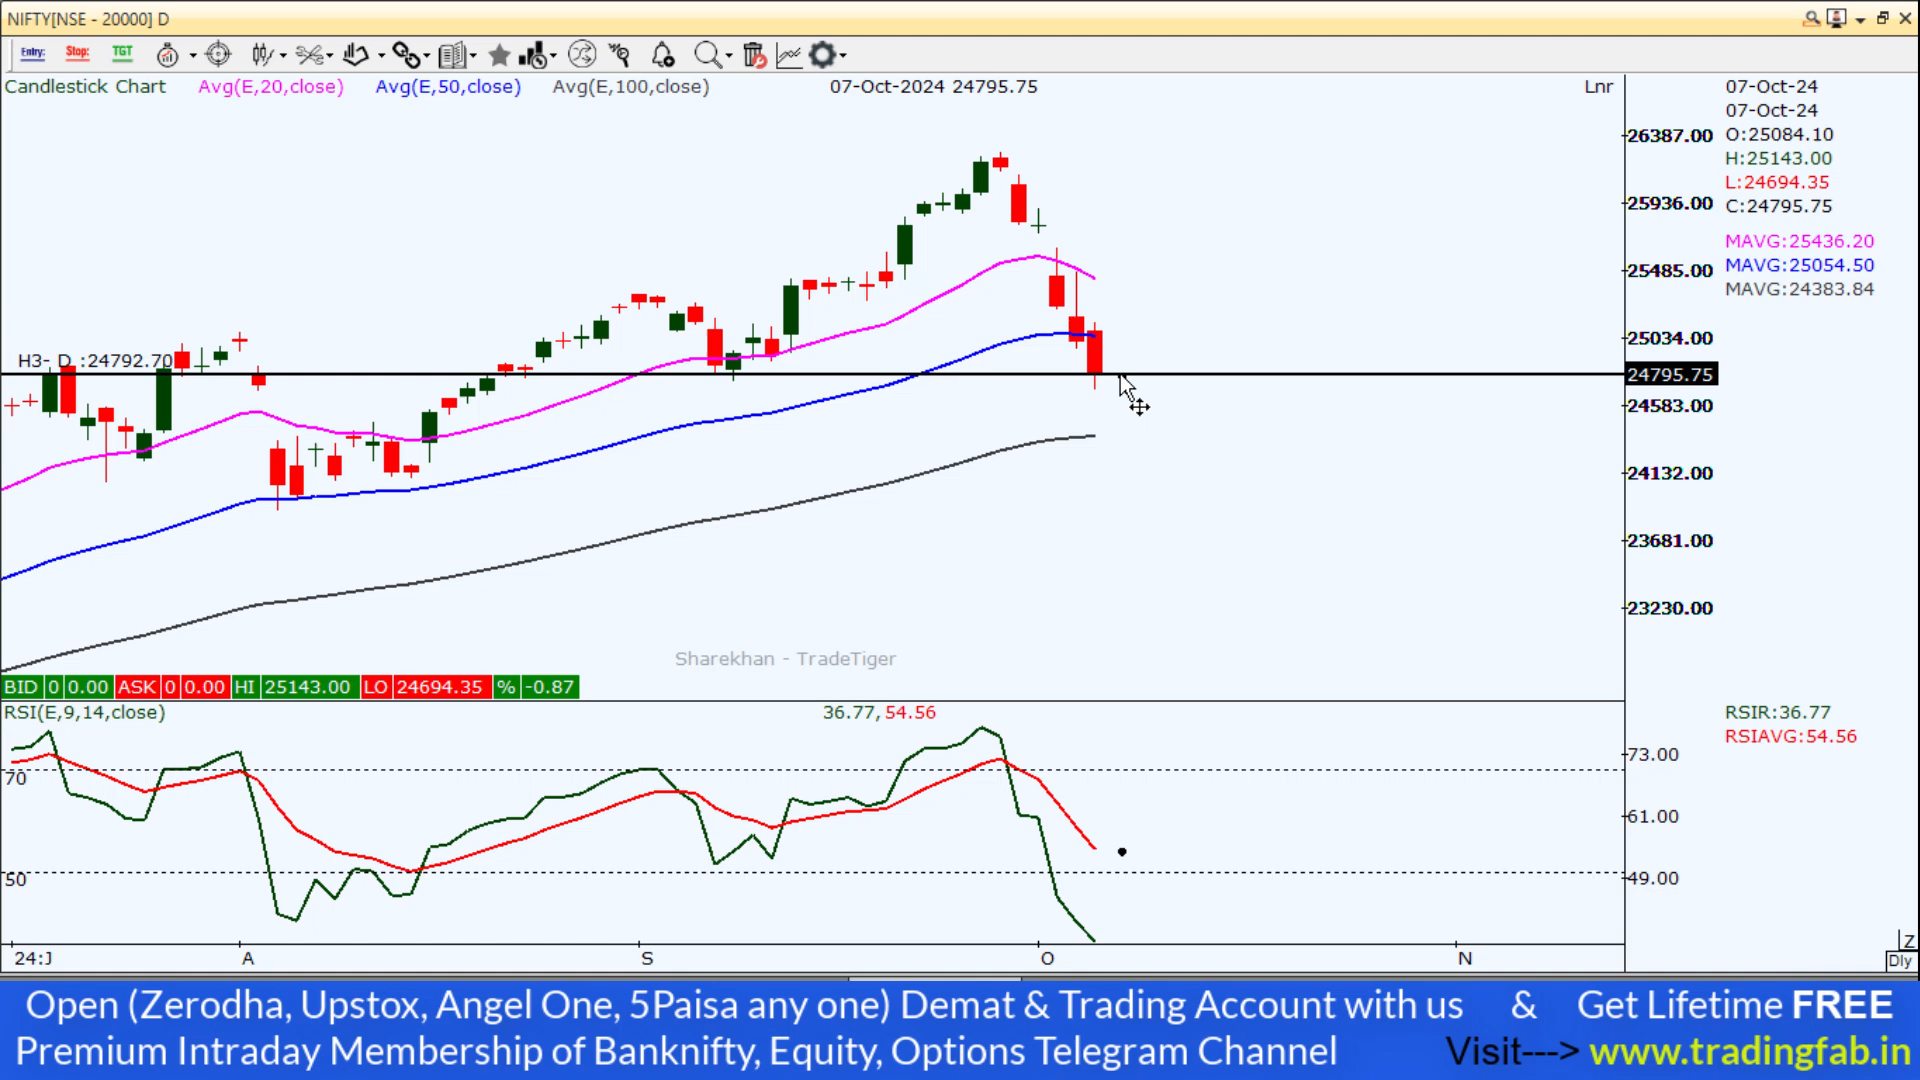 NIFTY[NSE - 20000] D
Entry: Stop: TGT
Candlestick Chart Avg(E,20,close) Avg(E,50,close) Avg(E,100,close) 07-Oct-2024 24795.75 Lnr
07-Oct-24
07-Oct-24
O:25084.10
H:25143.00
L:24694.35
C:24795.75
MAVG:25436.20
MAVG:25054.50
MAVG:24383.84
26387.00
25936.00
25485.00
25034.00
24795.75
24583.00
24132.00
23681.00
23230.00
H3- D :24792.70
Sharekhan - TradeTiger
BID 0 0.00 ASK 0 0.00 HI 25143.00 LO 24694.35 % -0.87
RSI(E,9,14,close) 36.77, 54.56
RSIR:36.77
RSIAVG:54.56
73.00
61.00
49.00
70
50
24:J A S O N
Z
Dly
Open (Zerodha, Upstox, Angel One, 5Paisa any one) Demat & Trading Account with us & Get Lifetime FREE
Premium Intraday Membership of Banknifty, Equity, Options Telegram Channel Visit---> www.tradingfab.in